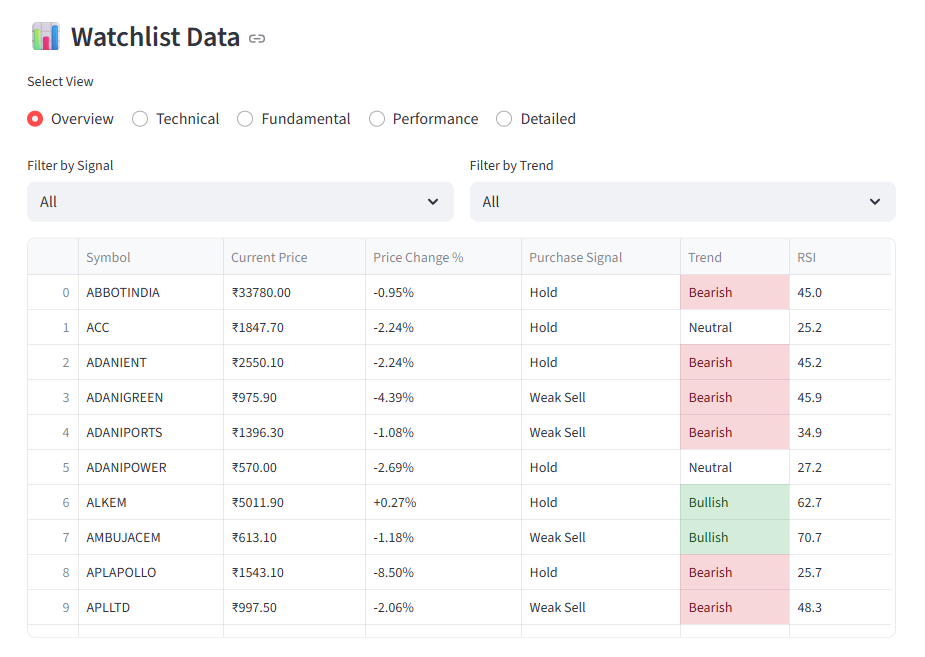 Watchlist Data
Select View
Overview Technical Fundamental Performance Detailed
Filter by Signal Filter by Trend
All All
Symbol Current Price Price Change % Purchase Signal Trend RSI
0 ABBOTINDIA ₹33780.00 -0.95% Hold Bearish 45.0
1 ACC ₹1847.70 -2.24% Hold Neutral 25.2
2 ADANIENT ₹2550.10 -2.24% Hold Bearish 45.2
3 ADANIGREEN ₹975.90 -4.39% Weak Sell Bearish 45.9
4 ADANIPORTS ₹1396.30 -1.08% Weak Sell Bearish 34.9
5 ADANIPOWER ₹570.00 -2.69% Hold Neutral 27.2
6 ALKEM ₹5011.90 +0.27% Hold Bullish 62.7
7 AMBUJACEM ₹613.10 -1.18% Weak Sell Bullish 70.7
8 APLAPOLLO ₹1543.10 -8.50% Hold Bearish 25.7
9 APLLTD ₹997.50 -2.06% Weak Sell Bearish 48.3